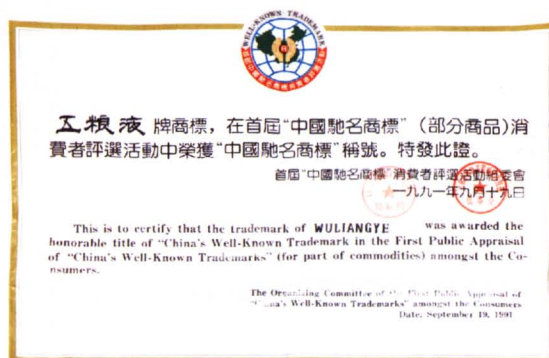 WELL-KNOWN TRADEMARK
五粮液 牌商標，在首屆“中國馳名商標”（部分商品）消
費者評選活動中榮獲“中國馳名商標”稱號。特發此證。
首屆“中國馳名商標”消費者評選活動組委會
一九九一年九月十九日
This is to certify that the trademark of WULIANGYE was awarded the
honorable title of “China's Well-Known Trademark in the First Public Appraisal
of “China's Well-Known Trademarks” (for part of commodities) amongst the Co-
nsumers.
The Organizing Committee of the First Public Appraisal of
“China's Well-Known Trademarks” amongst the Consumers
Date: September 19, 1991